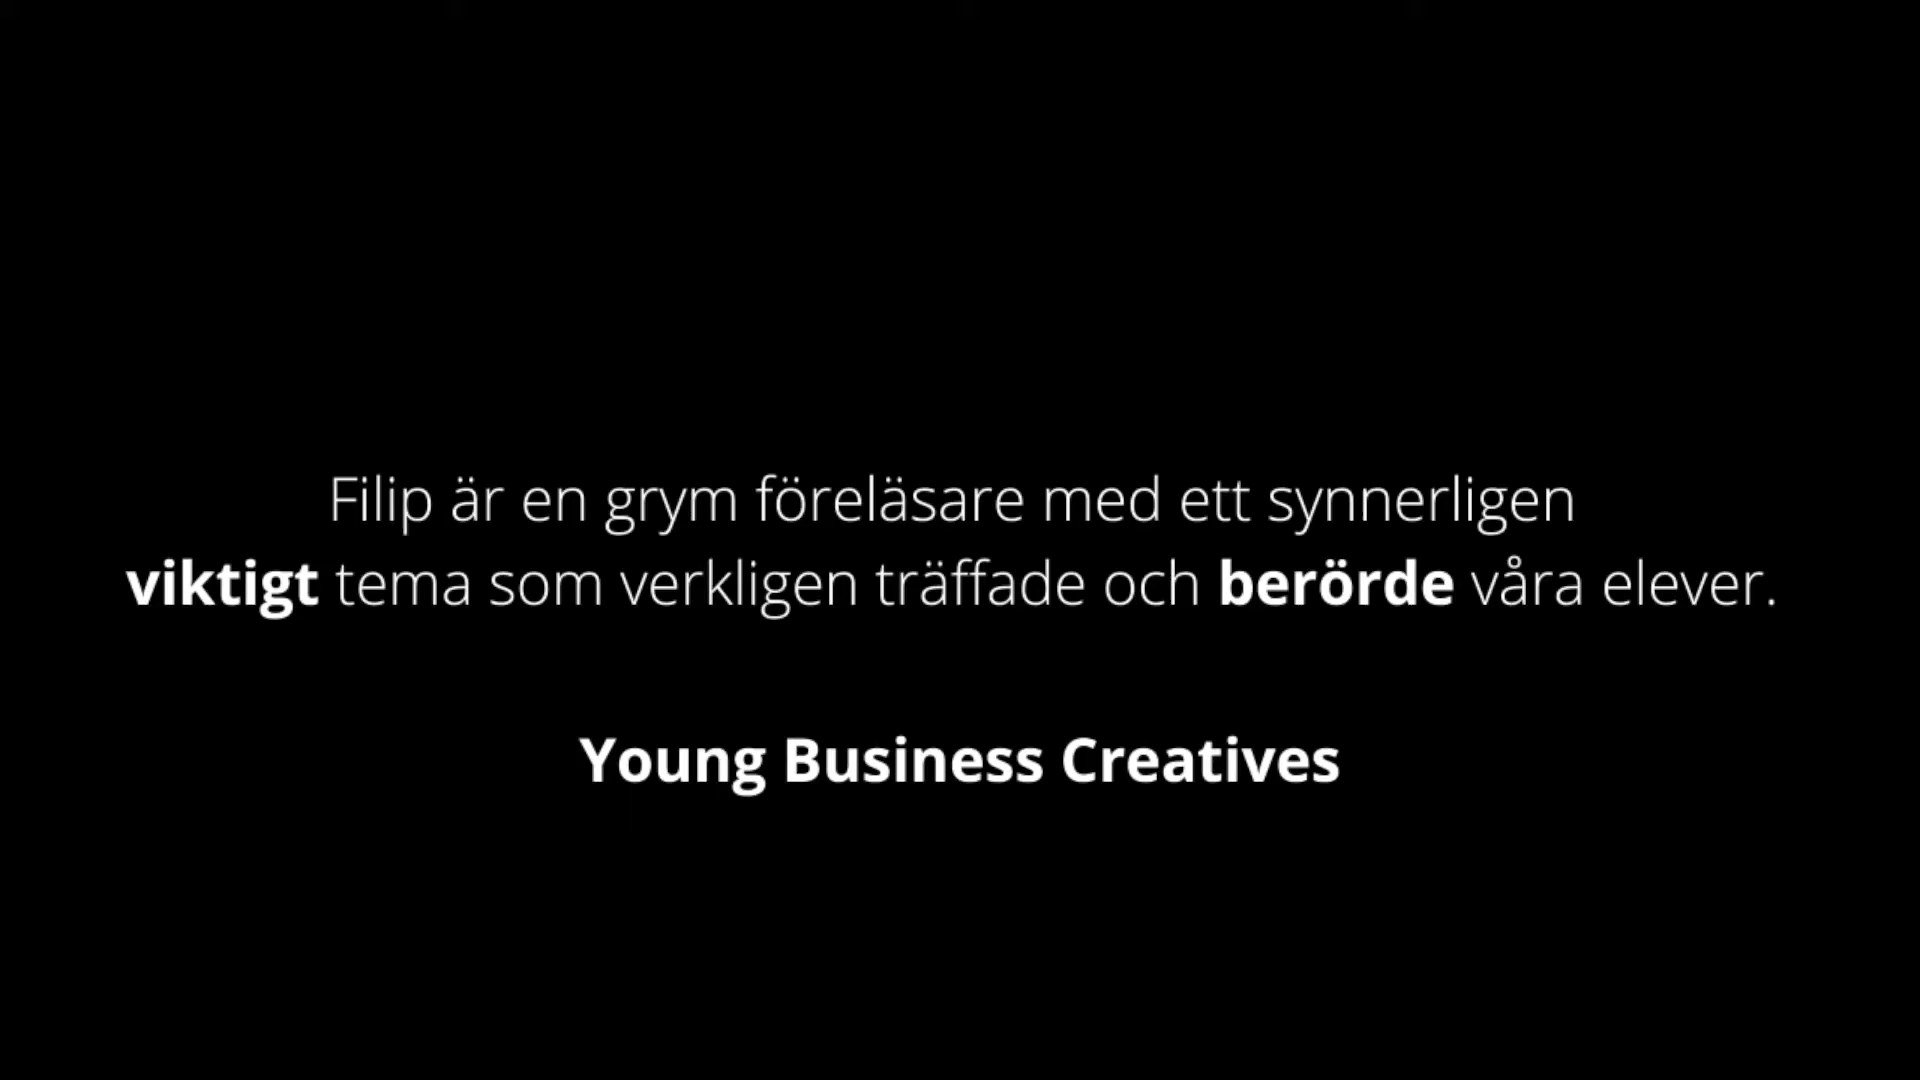 Filip är en grym föreläsare med ett synnerligen
viktigt tema som verkligen träffade och berörde våra elever.
Young Business Creatives